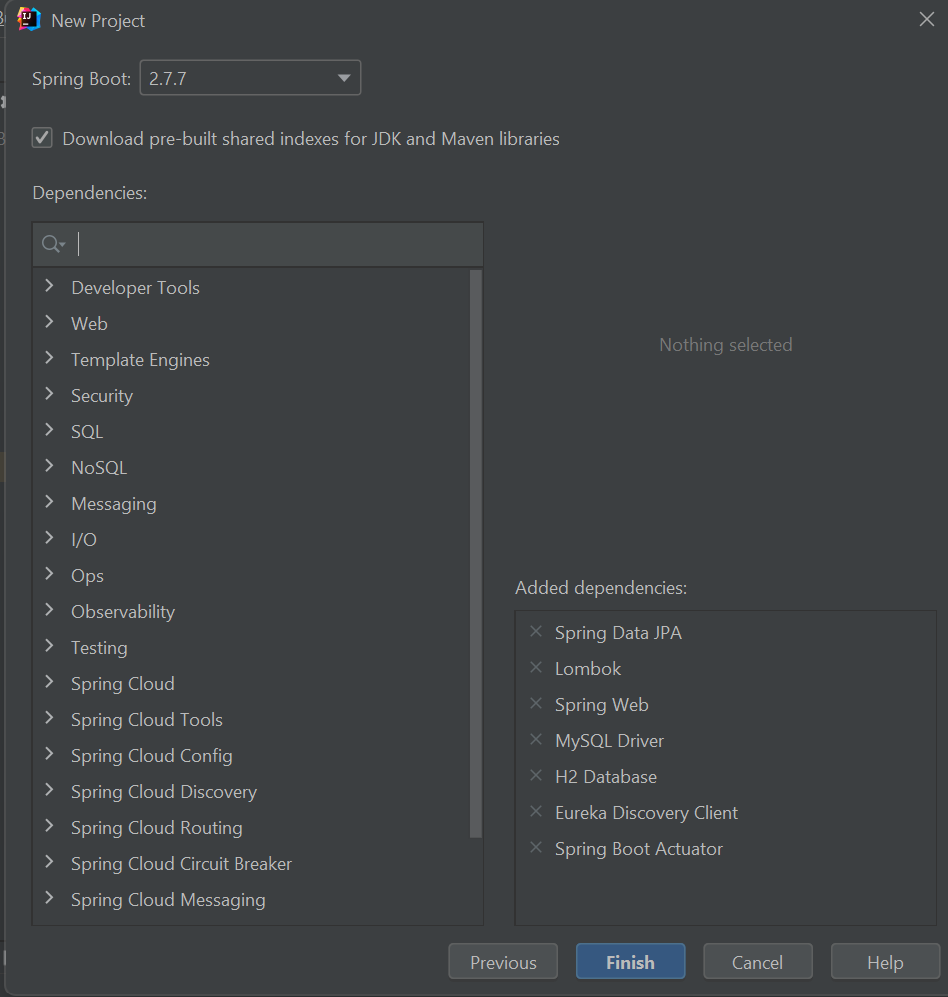 New Project
Spring Boot: 2.7.7
Download pre-built shared indexes for JDK and Maven libraries
Dependencies:
Developer Tools
Web
Template Engines
Security
SQL
NoSQL
Messaging
I/O
Ops
Observability
Testing
Spring Cloud
Spring Cloud Tools
Spring Cloud Config
Spring Cloud Discovery
Spring Cloud Routing
Spring Cloud Circuit Breaker
Spring Cloud Messaging
Nothing selected
Added dependencies:
Spring Data JPA
Lombok
Spring Web
MySQL Driver
H2 Database
Eureka Discovery Client
Spring Boot Actuator
Previous Finish Cancel Help